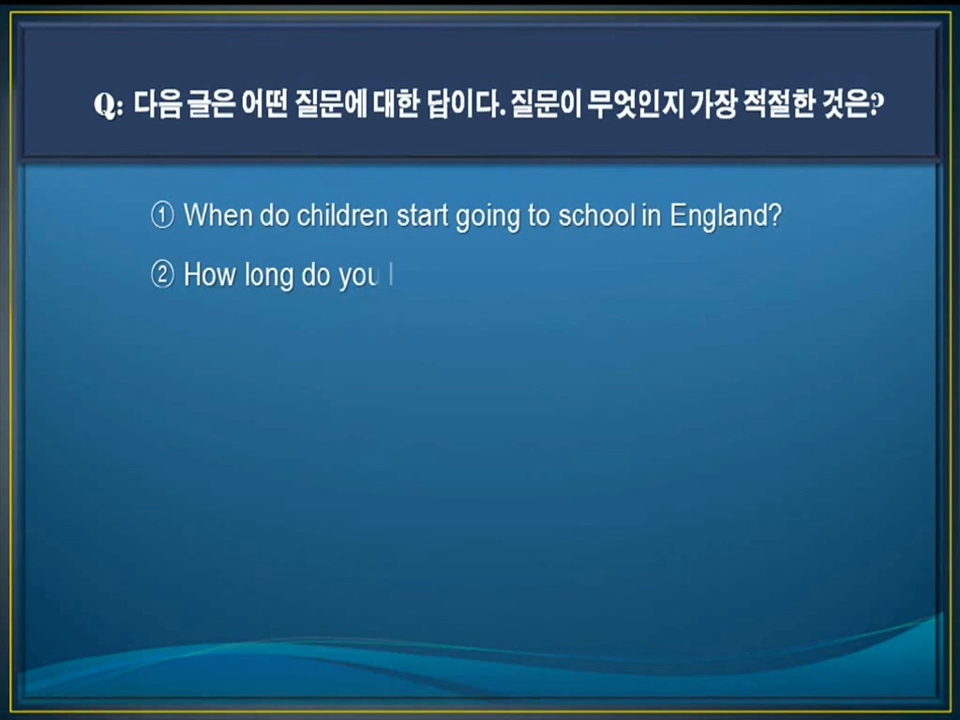 Q: 다음 글은 어떤 질문에 대한 답이다. 질문이 무엇인지 가장 적절한 것은?
① When do children start going to school in England?
② How long do you